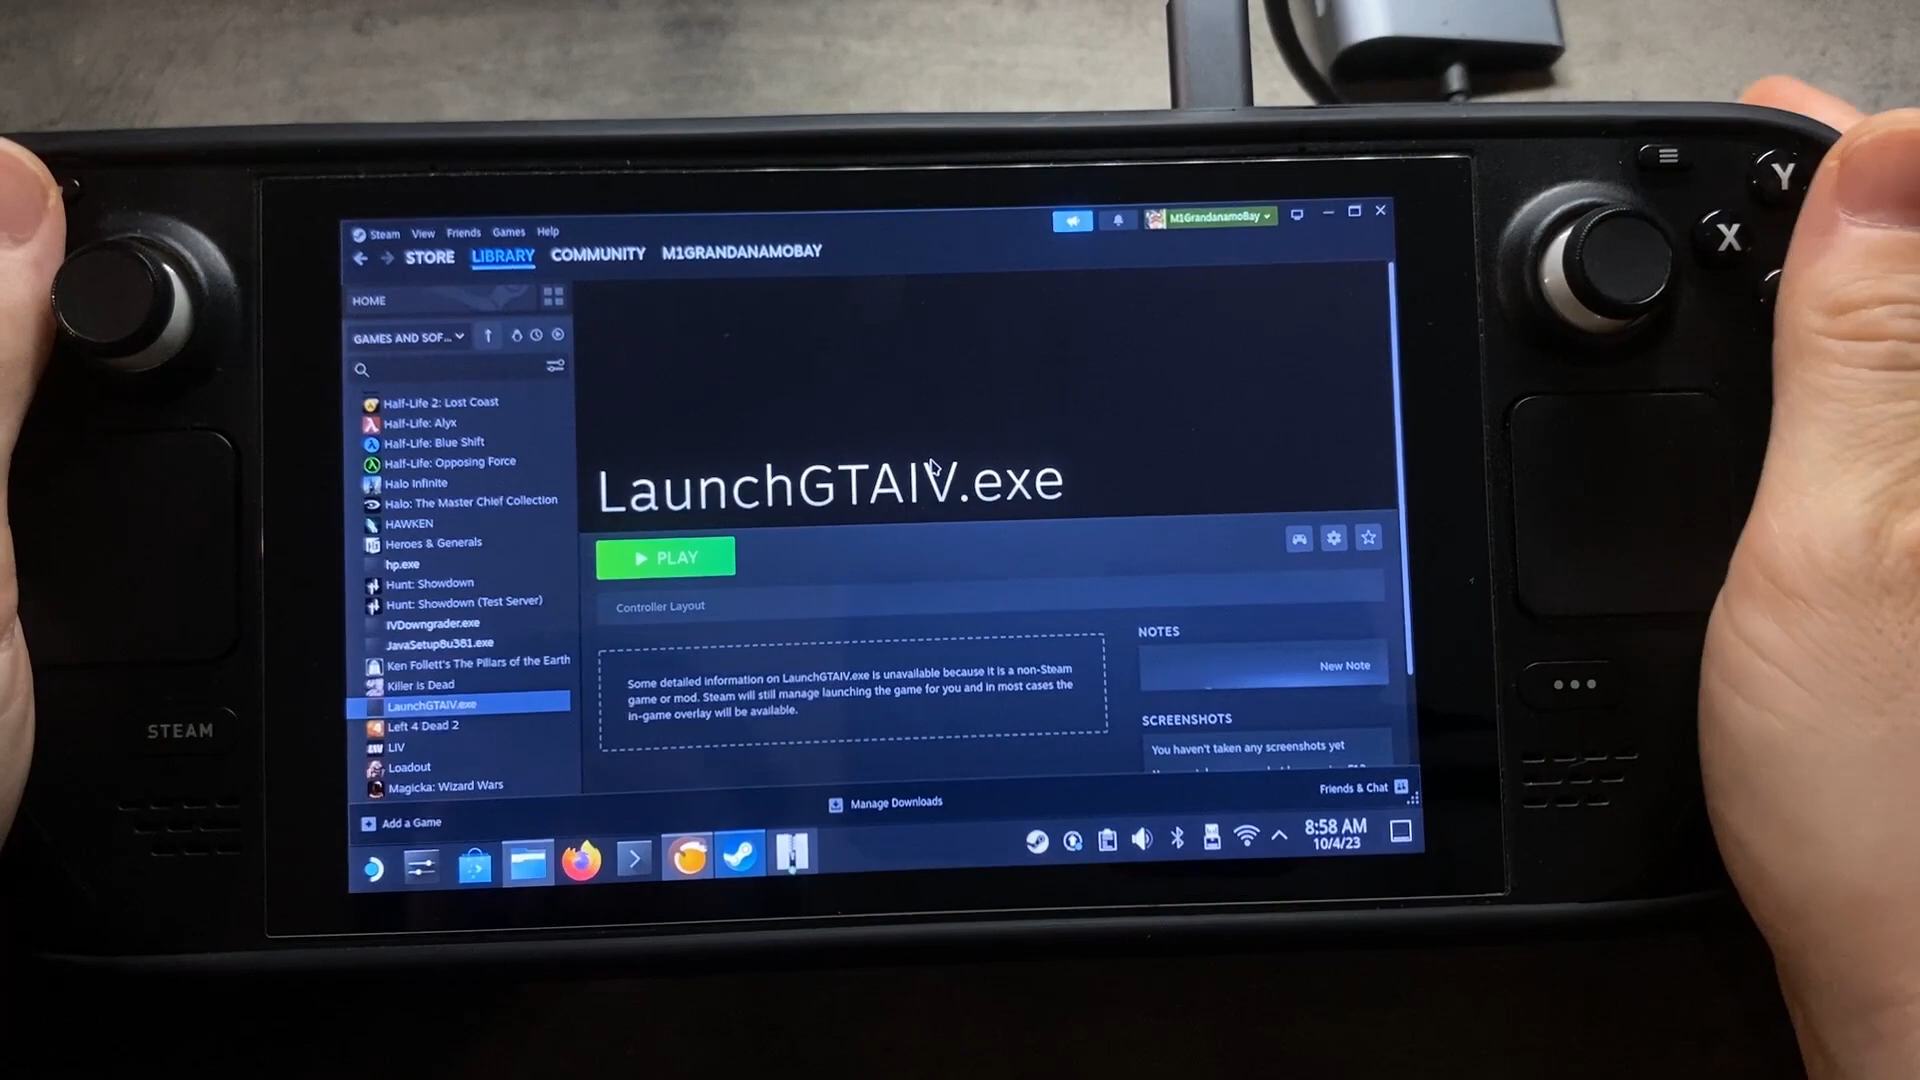 Steam View Friends Games Help
M1GrandanamoBay
STORE LIBRARY COMMUNITY M1GRANDANAMOBAY
HOME
GAMES AND SOF...
Half-Life 2: Lost Coast
Half-Life: Alyx
Half-Life: Blue Shift
Half-Life: Opposing Force
Halo Infinite
Halo: The Master Chief Collection
HAWKEN
Heroes & Generals
hp.exe
Hunt: Showdown
Hunt: Showdown (Test Server)
IVDowngrader.exe
JavaSetup8u381.exe
Ken Follett's The Pillars of the Earth
Killer is Dead
LaunchGTAIV.exe
Left 4 Dead 2
LIV
Loadout
Magicka: Wizard Wars
LaunchGTAIV.exe
PLAY
Controller Layout
Some detailed information on LaunchGTAIV.exe is unavailable because it is a non-Steam
game or mod. Steam will still manage launching the game for you and in most cases the
in-game overlay will be available.
NOTES
New Note
SCREENSHOTS
You haven't taken any screenshots yet
Add a Game
Manage Downloads
Friends & Chat
8:58 AM
10/4/23
STEAM
Y
X